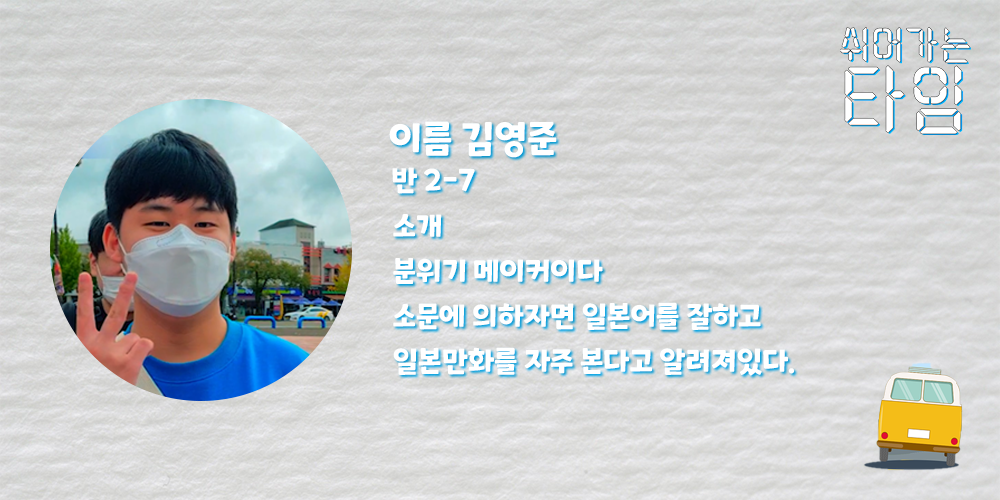 쉬어가는
타임
이름 김영준
반 2-7
소개
분위기 메이커이다
소문에 의하자면 일본어를 잘하고
일본만화를 자주 본다고 알려져있다.